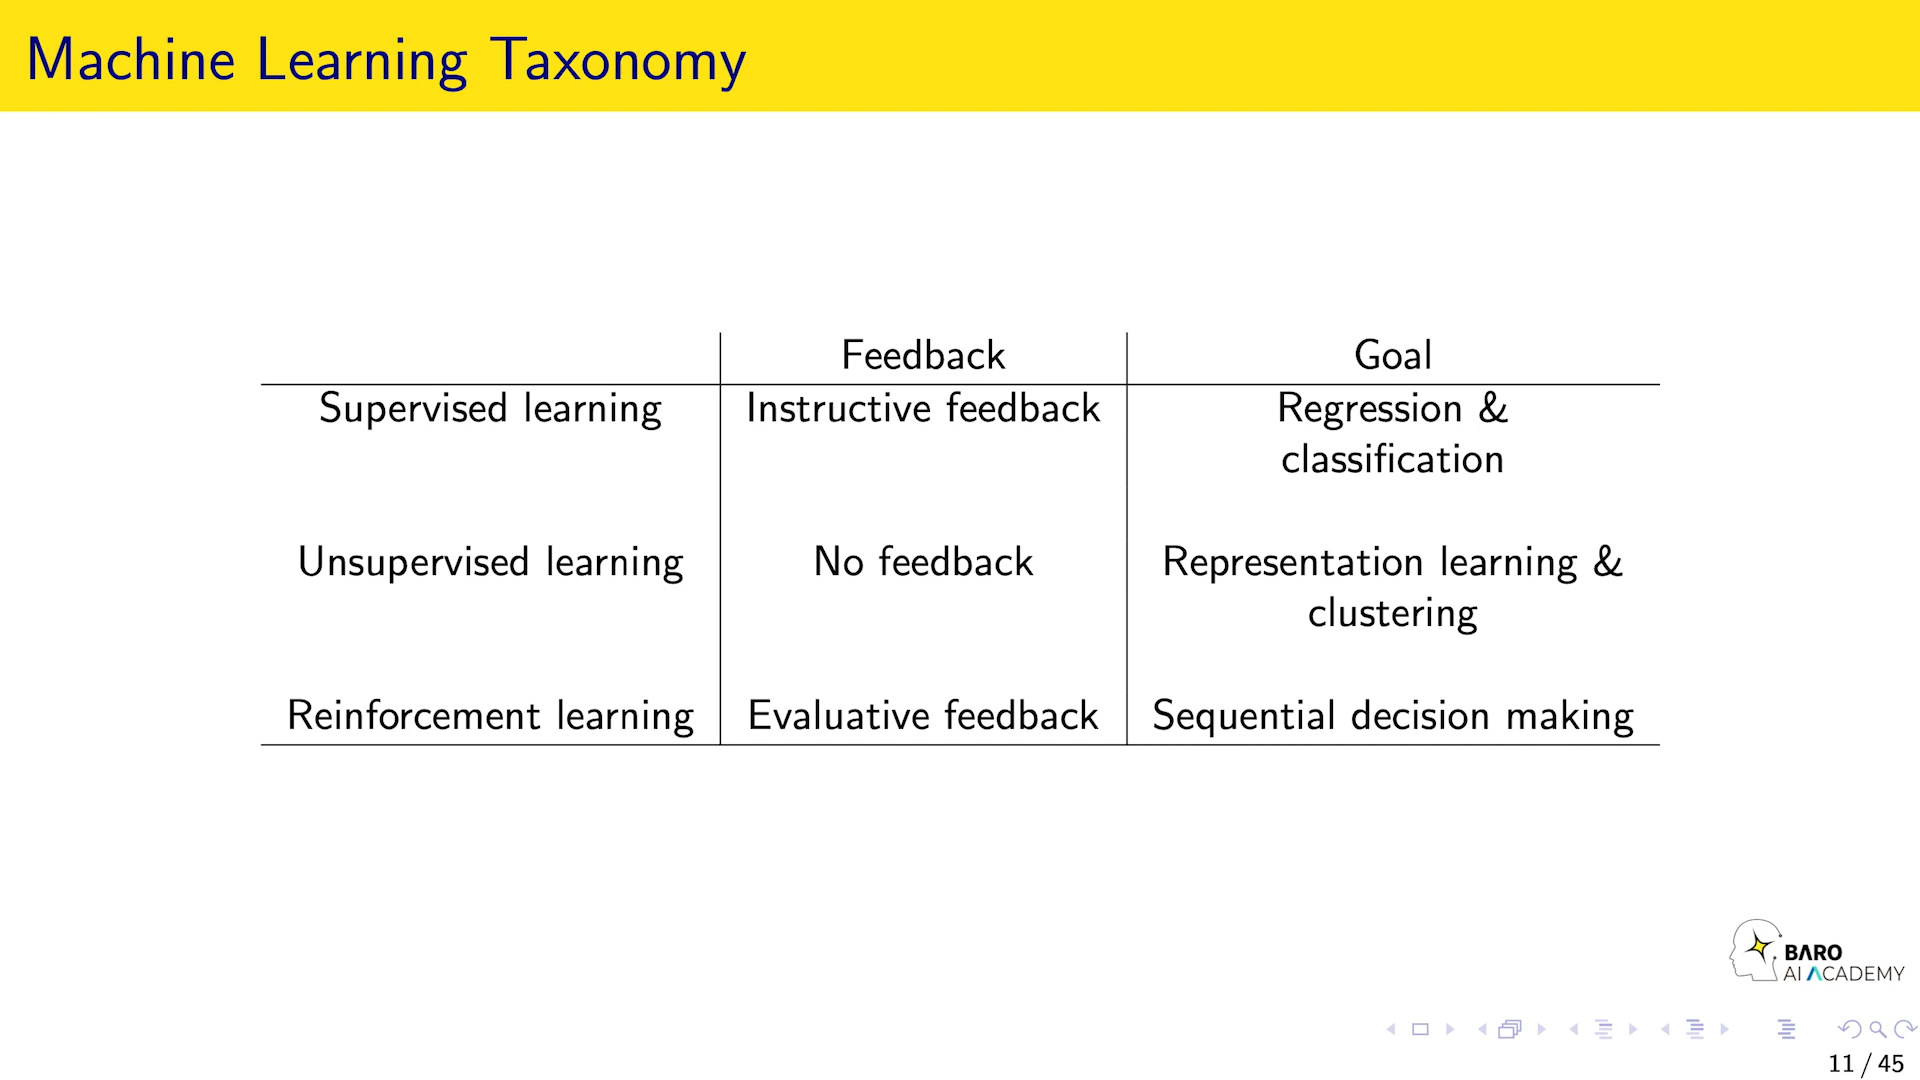 Machine Learning Taxonomy
Feedback Goal
Supervised learning Instructive feedback Regression &
classification
Unsupervised learning No feedback Representation learning &
clustering
Reinforcement learning Evaluative feedback Sequential decision making
BARO
AI ACADEMY
11 / 45